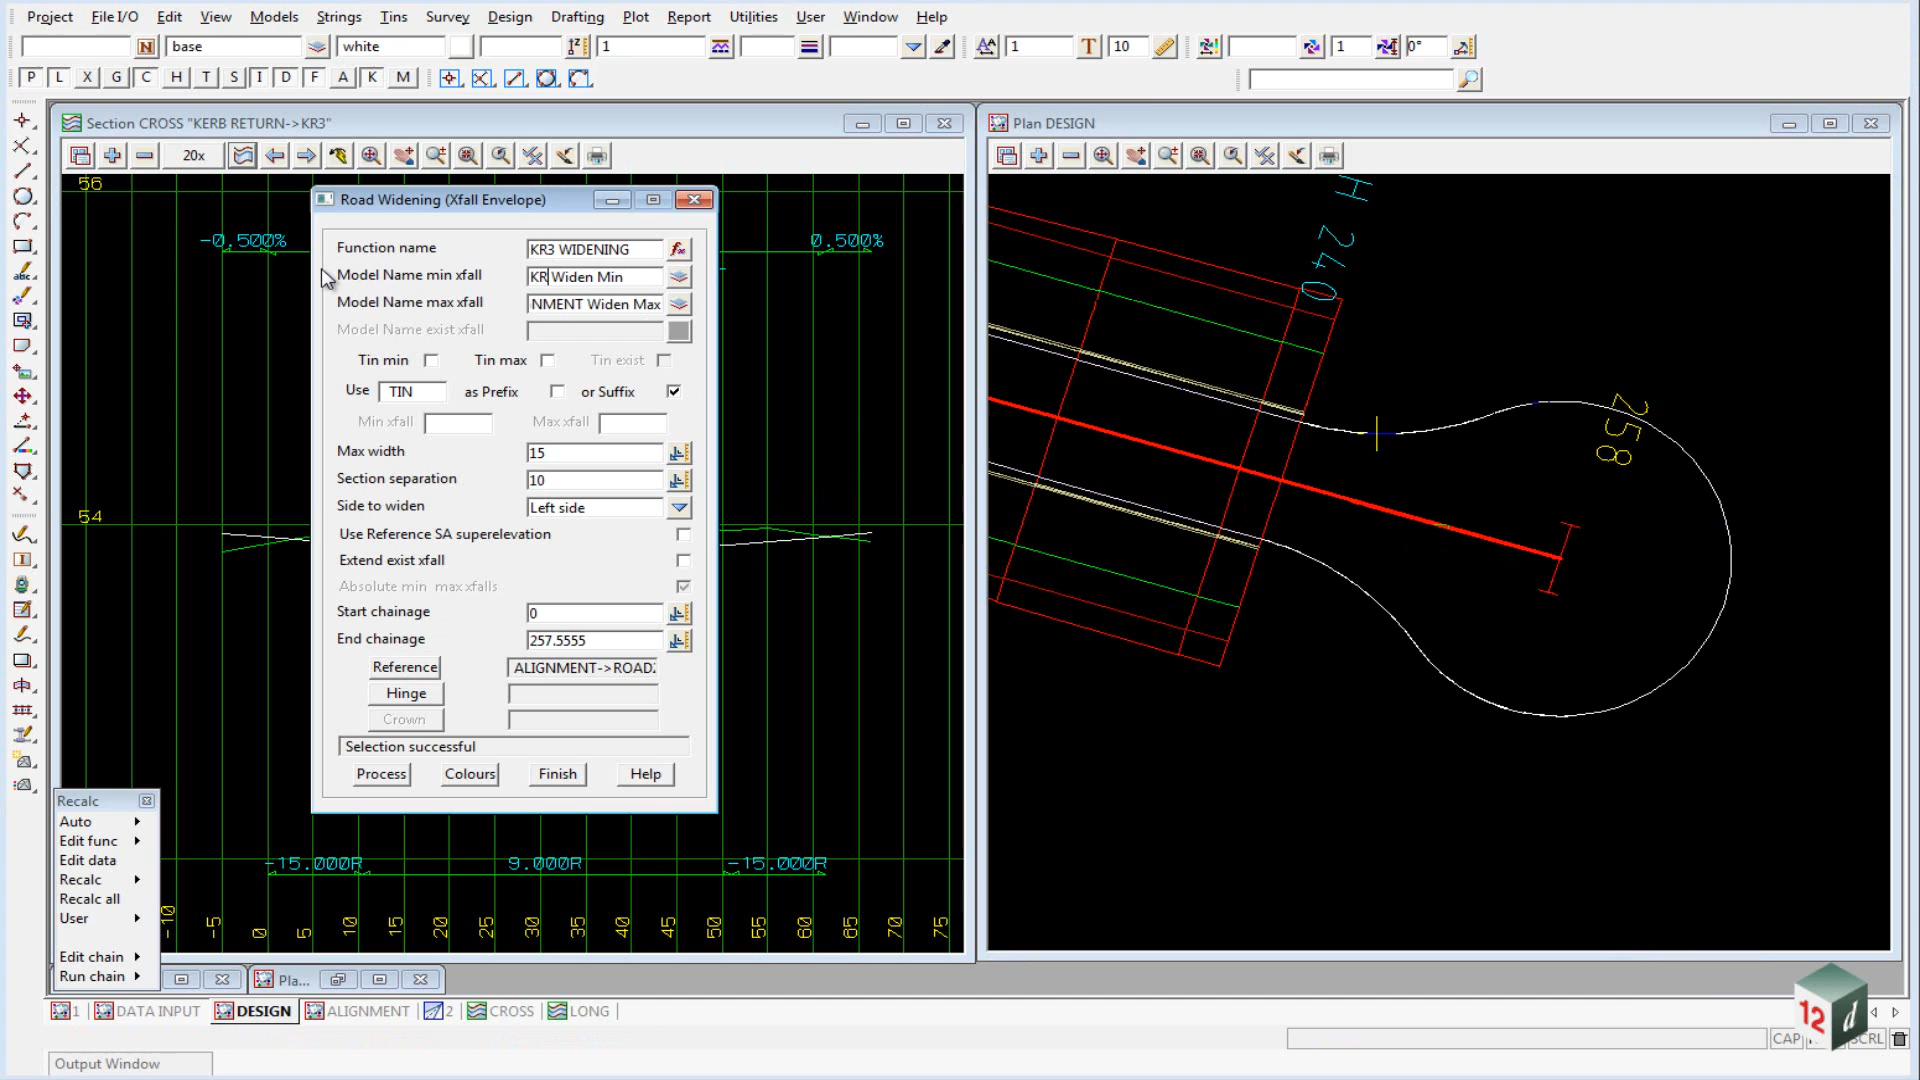 Project File I/O Edit View Models Strings Tins Survey Design Drafting Plot Report Utilities User Window Help
N base white 1 T 1 10 1 0°
P L X G C H T S I D F A K M
Section CROSS "KERB RETURN->KR3"
Plan DESIGN
20x
56
-0.500%
0.500%
54
Road Widening (Xfall Envelope)
Function name KR3 WIDENING
Model Name min xfall KR Widen Min
Model Name max xfall NMENT Widen Max
Model Name exist xfall
Tin min Tin max Tin exist
Use TIN as Prefix or Suffix
Min xfall Max xfall
Max width 15
Section separation 10
Side to widen Left side
Use Reference SA superelevation
Extend exist xfall
Absolute min max xfalls
Start chainage 0
End chainage 257.5555
Reference ALIGNMENT->ROAD
Hinge
Crown
Selection successful
Process Colours Finish Help
H 240
258
-15.000R 9.000R -15.000R
-10 -5 0 5 10 15 20 25 30 35 40 45 50 55 60 65 70 75
Recalc
Auto
Edit func
Edit data
Recalc
Recalc all
User
Edit chain
Run chain
Pla...
1 DATA INPUT DESIGN ALIGNMENT 2 CROSS LONG
12d
CAP SCRL
Output Window